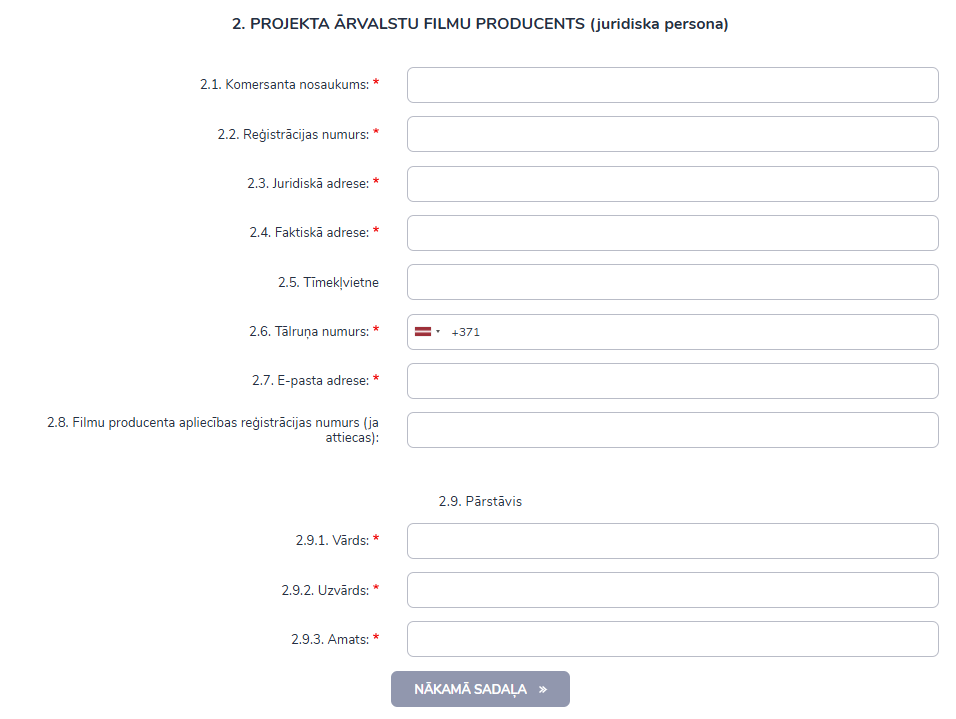 2. PROJEKTA ĀRVALSTU FILMU PRODUCENTS (juridiska persona)
2.1. Komersanta nosaukums: *
2.2. Reģistrācijas numurs: *
2.3. Juridiskā adrese: *
2.4. Faktiskā adrese: *
2.5. Tīmekļvietne
2.6. Tālruņa numurs: * +371
2.7. E-pasta adrese: *
2.8. Filmu producenta apliecības reģistrācijas numurs (ja
attiecas):
2.9. Pārstāvis
2.9.1. Vārds: *
2.9.2. Uzvārds: *
2.9.3. Amats: *
NĀKAMĀ SADAĻA »